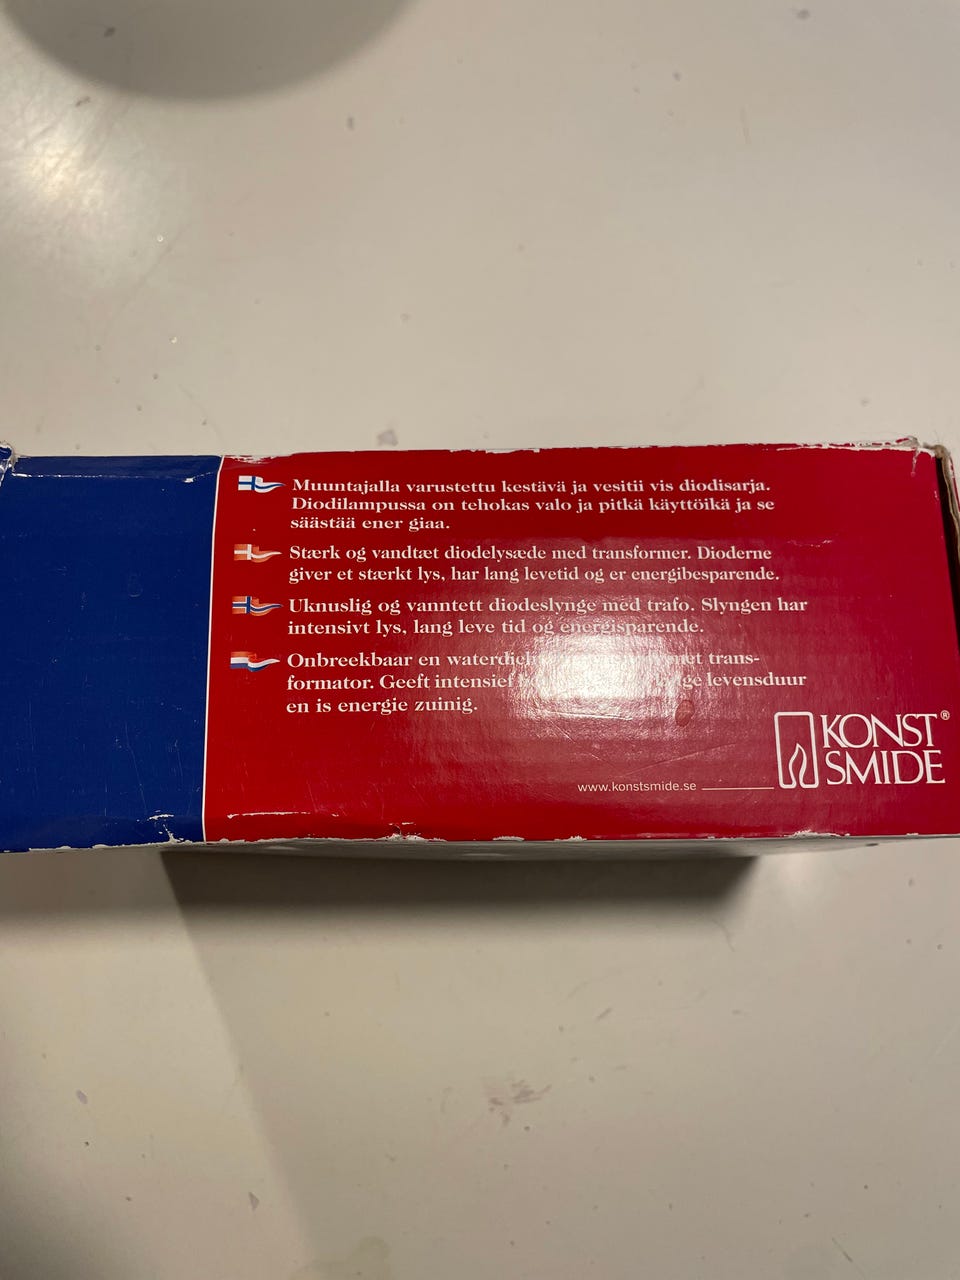 Muuntajalla varustettu kestävä ja vesitii vis diodisarja.
Diodilampussa on tehokas valo ja pitkä käyttöikä ja se
säästää ener giaa.
Stærk og vandtæt diodelysæde med transformer. Dioderne
giver et stærkt lys, har lang levetid og er energibesparende.
Uknuslig og vanntett diodeslynge med trafo. Slyngen har
intensivt lys, lang leve tid og energisparende.
Onbreekbaar en met trans-
formator. Geeft intensief levensduur
en is energie zuinig.
KONST
SMIDE®
www.konstsmide.se